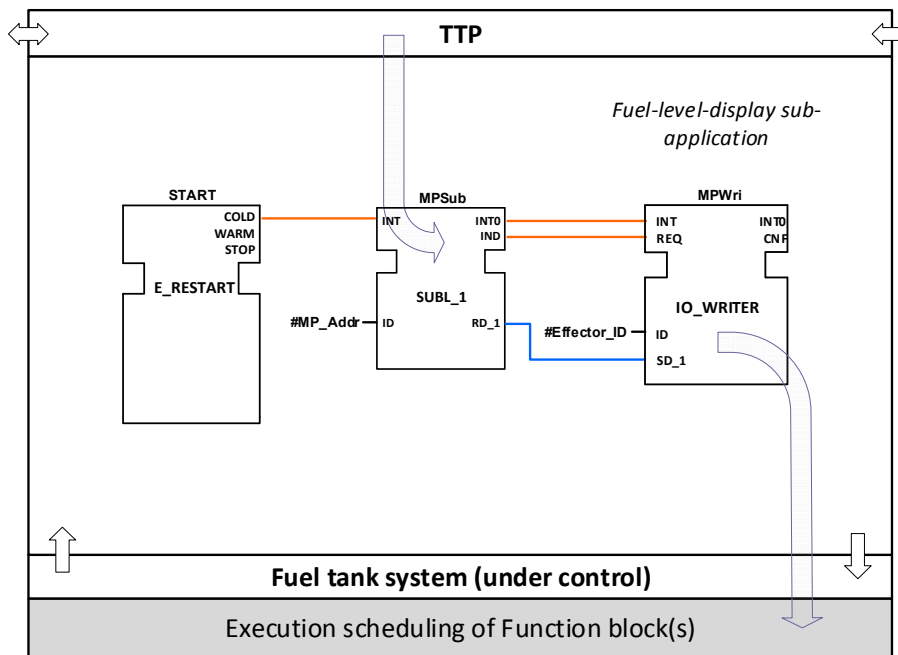 TTP
Fuel-level-display sub-
application
START
COLD
WARM
STOP
E_RESTART
MPSub
INT
INT0
IND
SUBL_1
#MP_Addr
ID
RD_1
MPWri
INT
INT0
REQ
CNF
IO_WRITER
#Effector_ID
ID
SD_1
Fuel tank system (under control)
Execution scheduling of Function block(s)